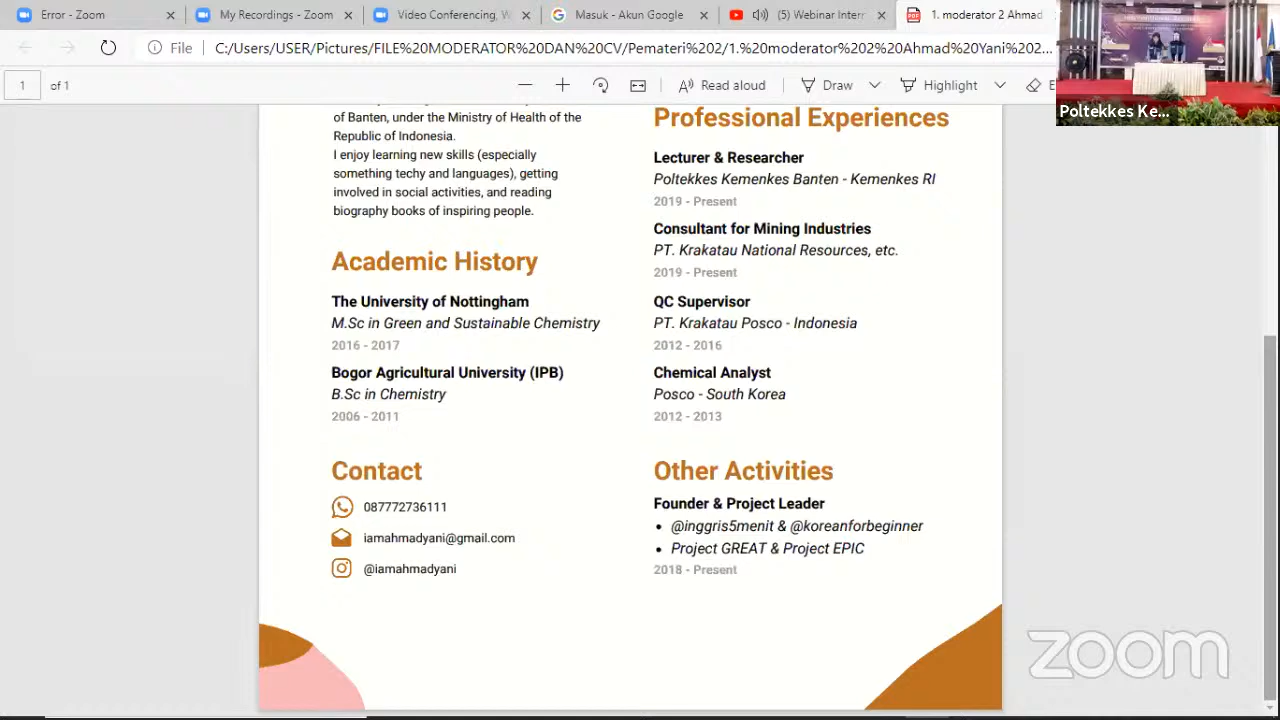 Error - Zoom
My Recordings - Zoom
Video Conferencing, W
Masuk - Akun Google
(5) Webinar Intern
1. moderator 2 Ahmad
File
C:/Users/USER/Pictures/FILE%20MODERATOR%20DAN%20CV/Pemateri%202/1.%20moderator%202%20Ahmad%20Yani%202...
1 of 1
Read aloud
Draw
Highlight
E
Poltekkes Ke...
of Banten, under the Ministry of Health of the
Republic of Indonesia.
I enjoy learning new skills (especially
something techy and languages), getting
involved in social activities, and reading
biography books of inspiring people.
Academic History
The University of Nottingham
M.Sc in Green and Sustainable Chemistry
2016 - 2017
Bogor Agricultural University (IPB)
B.Sc in Chemistry
2006 - 2011
Contact
087772736111
iamahmadyani@gmail.com
@iamahmadyani
Professional Experiences
Lecturer & Researcher
Poltekkes Kemenkes Banten - Kemenkes RI
2019 - Present
Consultant for Mining Industries
PT. Krakatau National Resources, etc.
2019 - Present
QC Supervisor
PT. Krakatau Posco - Indonesia
2012 - 2016
Chemical Analyst
Posco - South Korea
2012 - 2013
Other Activities
Founder & Project Leader
• @inggris5menit & @koreanforbeginner
• Project GREAT & Project EPIC
2018 - Present
zoom